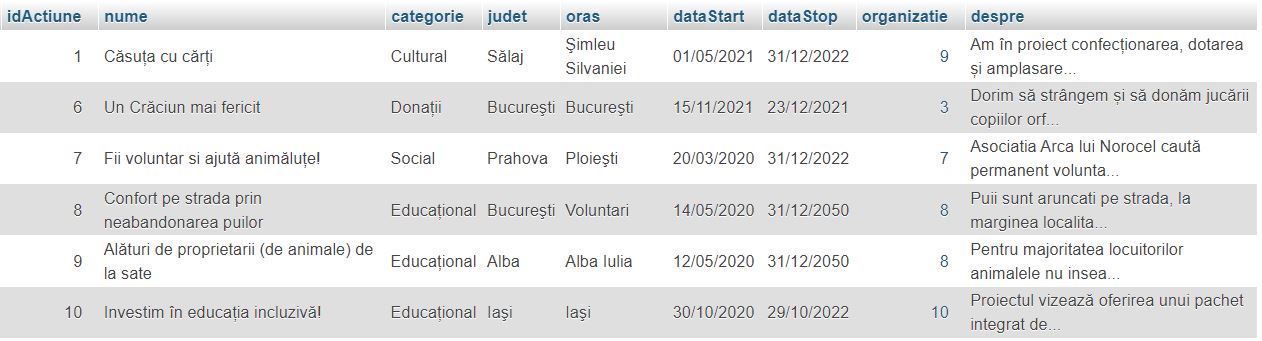 idActiune nume categorie judet oras dataStart dataStop organizatie despre
1 Căsuța cu cărți Cultural Sălaj Şimleu Silvaniei 01/05/2021 31/12/2022 9 Am în proiect confecționarea, dotarea și amplasare...
6 Un Crăciun mai fericit Donații Bucureşti Bucureşti 15/11/2021 23/12/2021 3 Dorim să strângem și să donăm jucării copiilor orf...
7 Fii voluntar si ajută animăluțe! Social Prahova Ploieşti 20/03/2020 31/12/2022 7 Asociatia Arca lui Norocel caută permanent volunta...
8 Confort pe strada prin neabandonarea puilor Educațional Bucureşti Voluntari 14/05/2020 31/12/2050 8 Puii sunt aruncati pe strada, la marginea localita...
9 Alături de proprietarii (de animale) de la sate Educațional Alba Alba Iulia 12/05/2020 31/12/2050 8 Pentru majoritatea locuitorilor animalele nu insea...
10 Investim în educația incluzivă! Educațional Iaşi Iaşi 30/10/2020 29/10/2022 10 Proiectul vizează oferirea unui pachet integrat de...